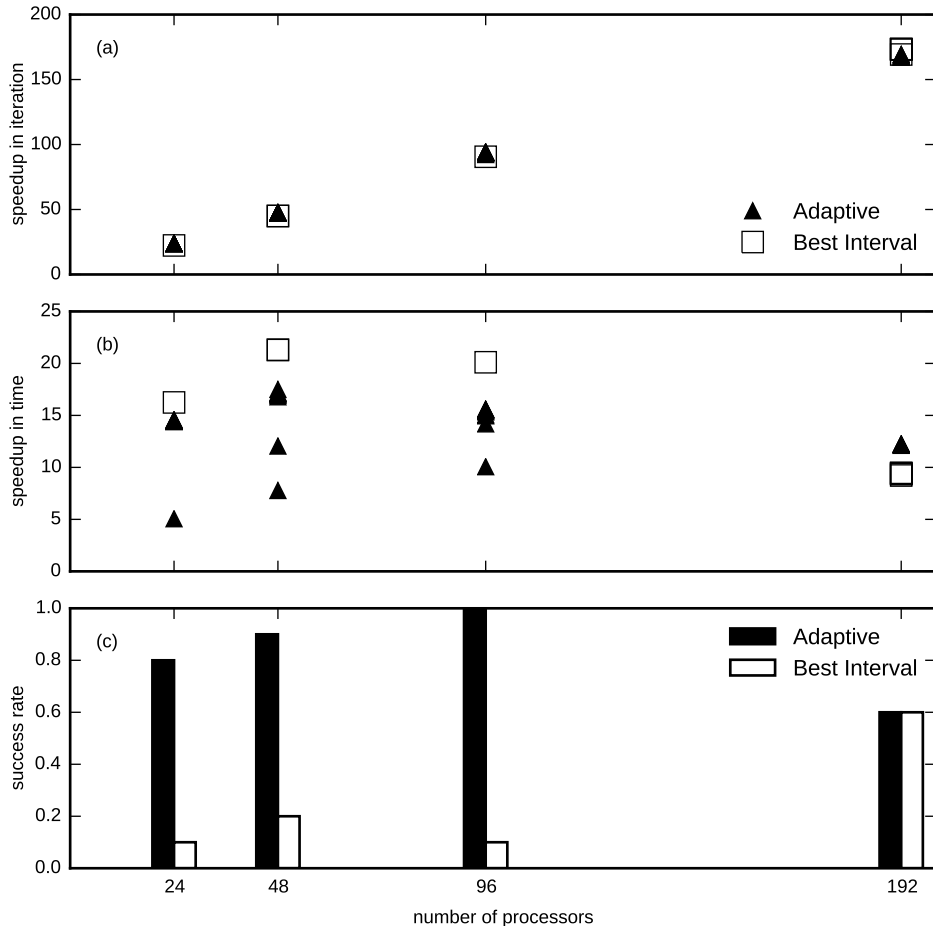 200
(a)
150
100
50
0
speedup in iteration
Adaptive
Best Interval
25
(b)
20
15
10
5
0
speedup in time
1.0
(c)
0.8
0.6
0.4
0.2
0.0
success rate
Adaptive
Best Interval
24 48 96 192
number of processors